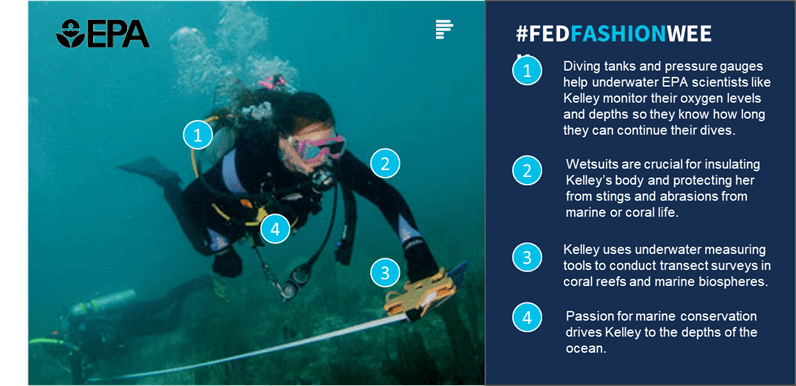 EPA
#FEDFASHIONWEE
1
Diving tanks and pressure gauges
help underwater EPA scientists like
Kelley monitor their oxygen levels
and depths so they know how long
they can continue their dives.
2
Wetsuits are crucial for insulating
Kelley's body and protecting her
from stings and abrasions from
marine or coral life.
3
Kelley uses underwater measuring
tools to conduct transect surveys in
coral reefs and marine biospheres.
4
Passion for marine conservation
drives Kelley to the depths of the
ocean.
1
2
4
3